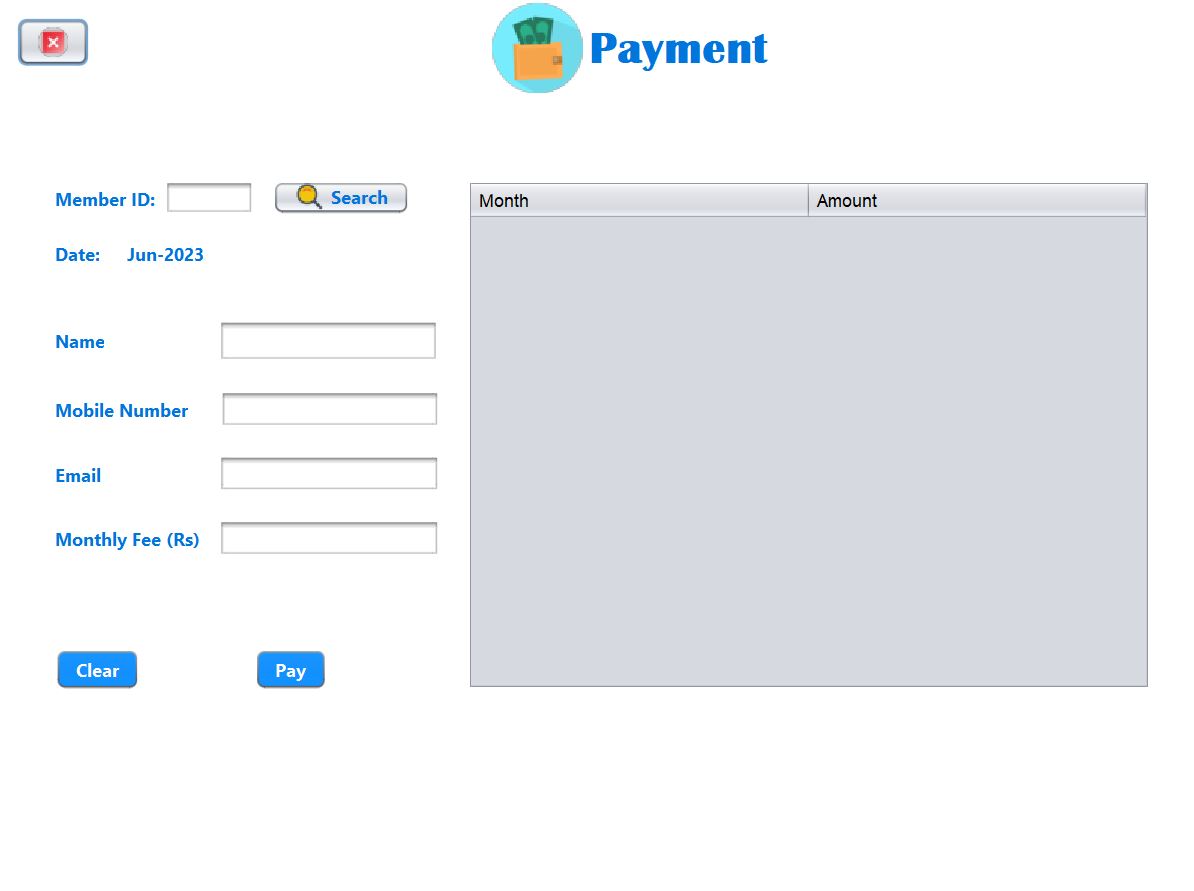 Payment
Member ID:
Search
Month
Amount
Date:
Jun-2023
Name
Mobile Number
Email
Monthly Fee (Rs)
Clear
Pay